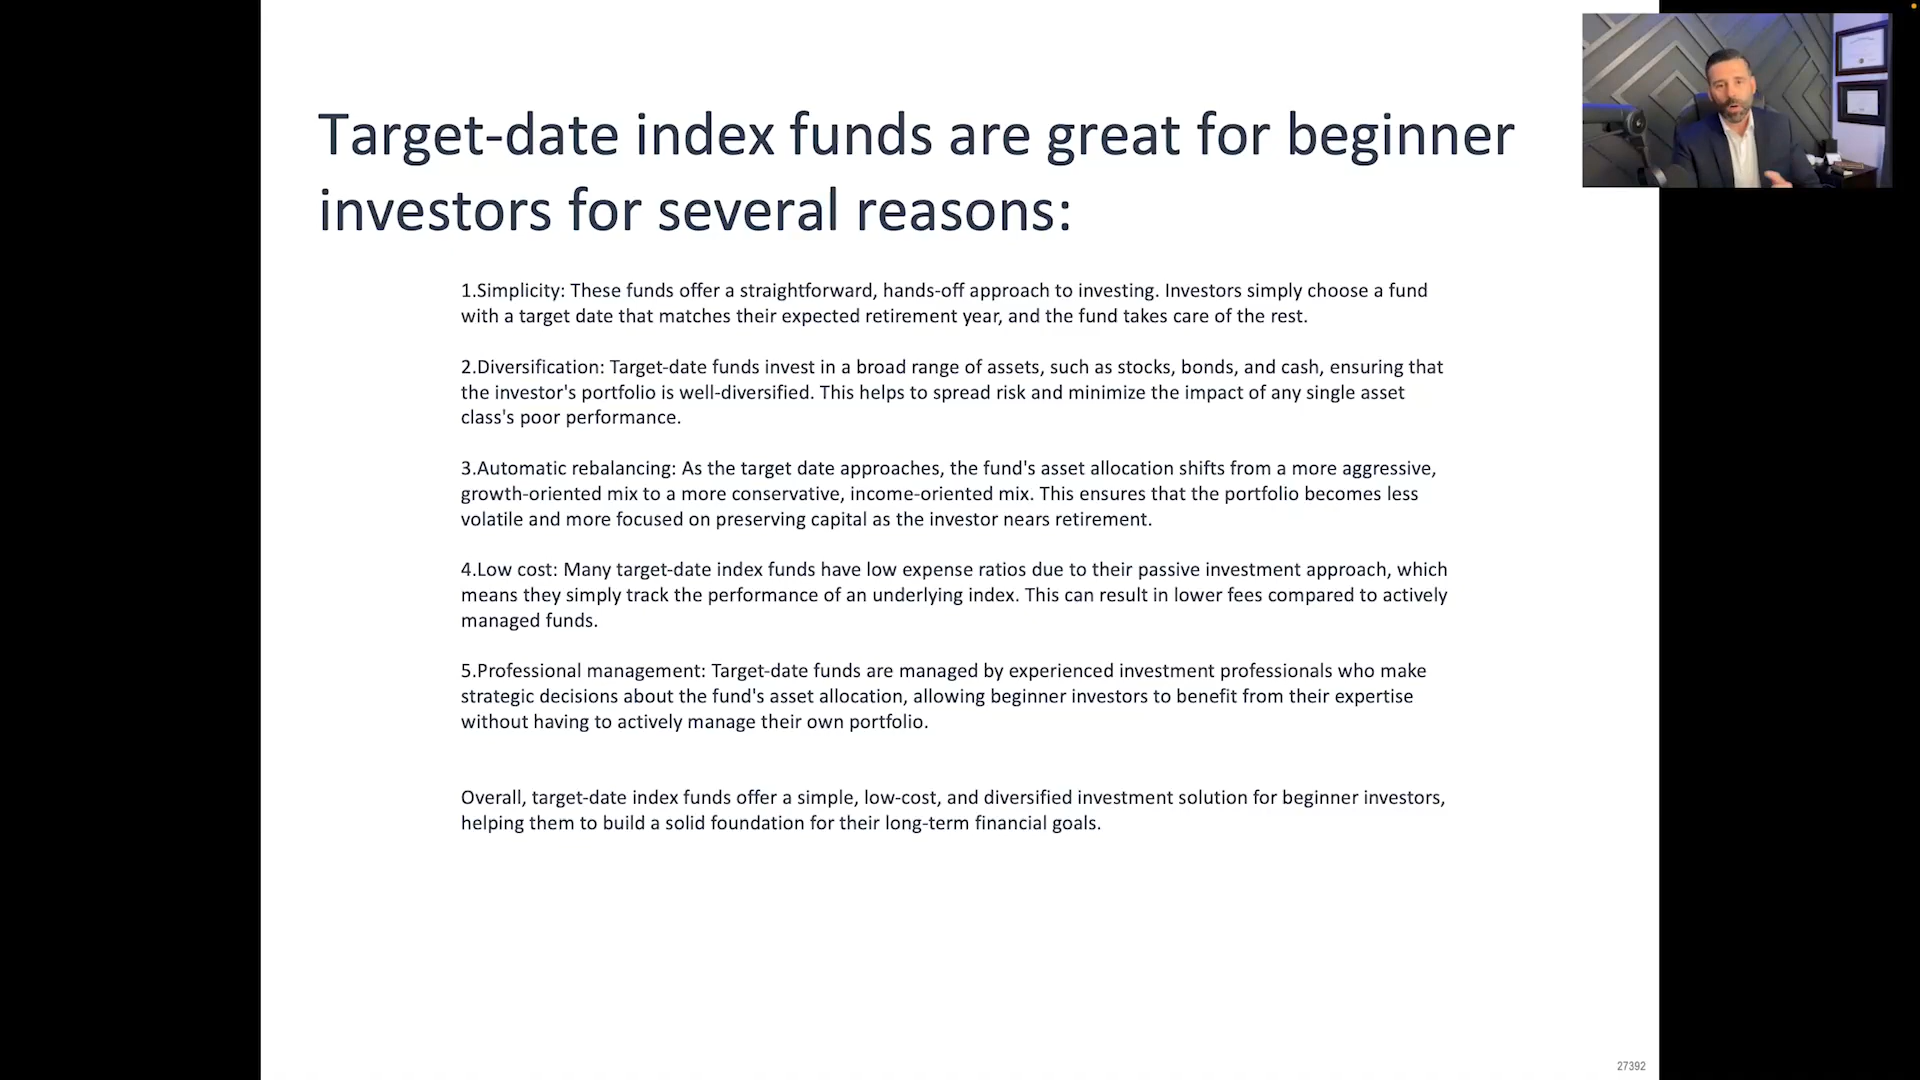 Target-date index funds are great for beginner
investors for several reasons:
1.Simplicity: These funds offer a straightforward, hands-off approach to investing. Investors simply choose a fund
with a target date that matches their expected retirement year, and the fund takes care of the rest.
2.Diversification: Target-date funds invest in a broad range of assets, such as stocks, bonds, and cash, ensuring that
the investor's portfolio is well-diversified. This helps to spread risk and minimize the impact of any single asset
class's poor performance.
3.Automatic rebalancing: As the target date approaches, the fund's asset allocation shifts from a more aggressive,
growth-oriented mix to a more conservative, income-oriented mix. This ensures that the portfolio becomes less
volatile and more focused on preserving capital as the investor nears retirement.
4.Low cost: Many target-date index funds have low expense ratios due to their passive investment approach, which
means they simply track the performance of an underlying index. This can result in lower fees compared to actively
managed funds.
5.Professional management: Target-date funds are managed by experienced investment professionals who make
strategic decisions about the fund's asset allocation, allowing beginner investors to benefit from their expertise
without having to actively manage their own portfolio.
Overall, target-date index funds offer a simple, low-cost, and diversified investment solution for beginner investors,
helping them to build a solid foundation for their long-term financial goals.
27392